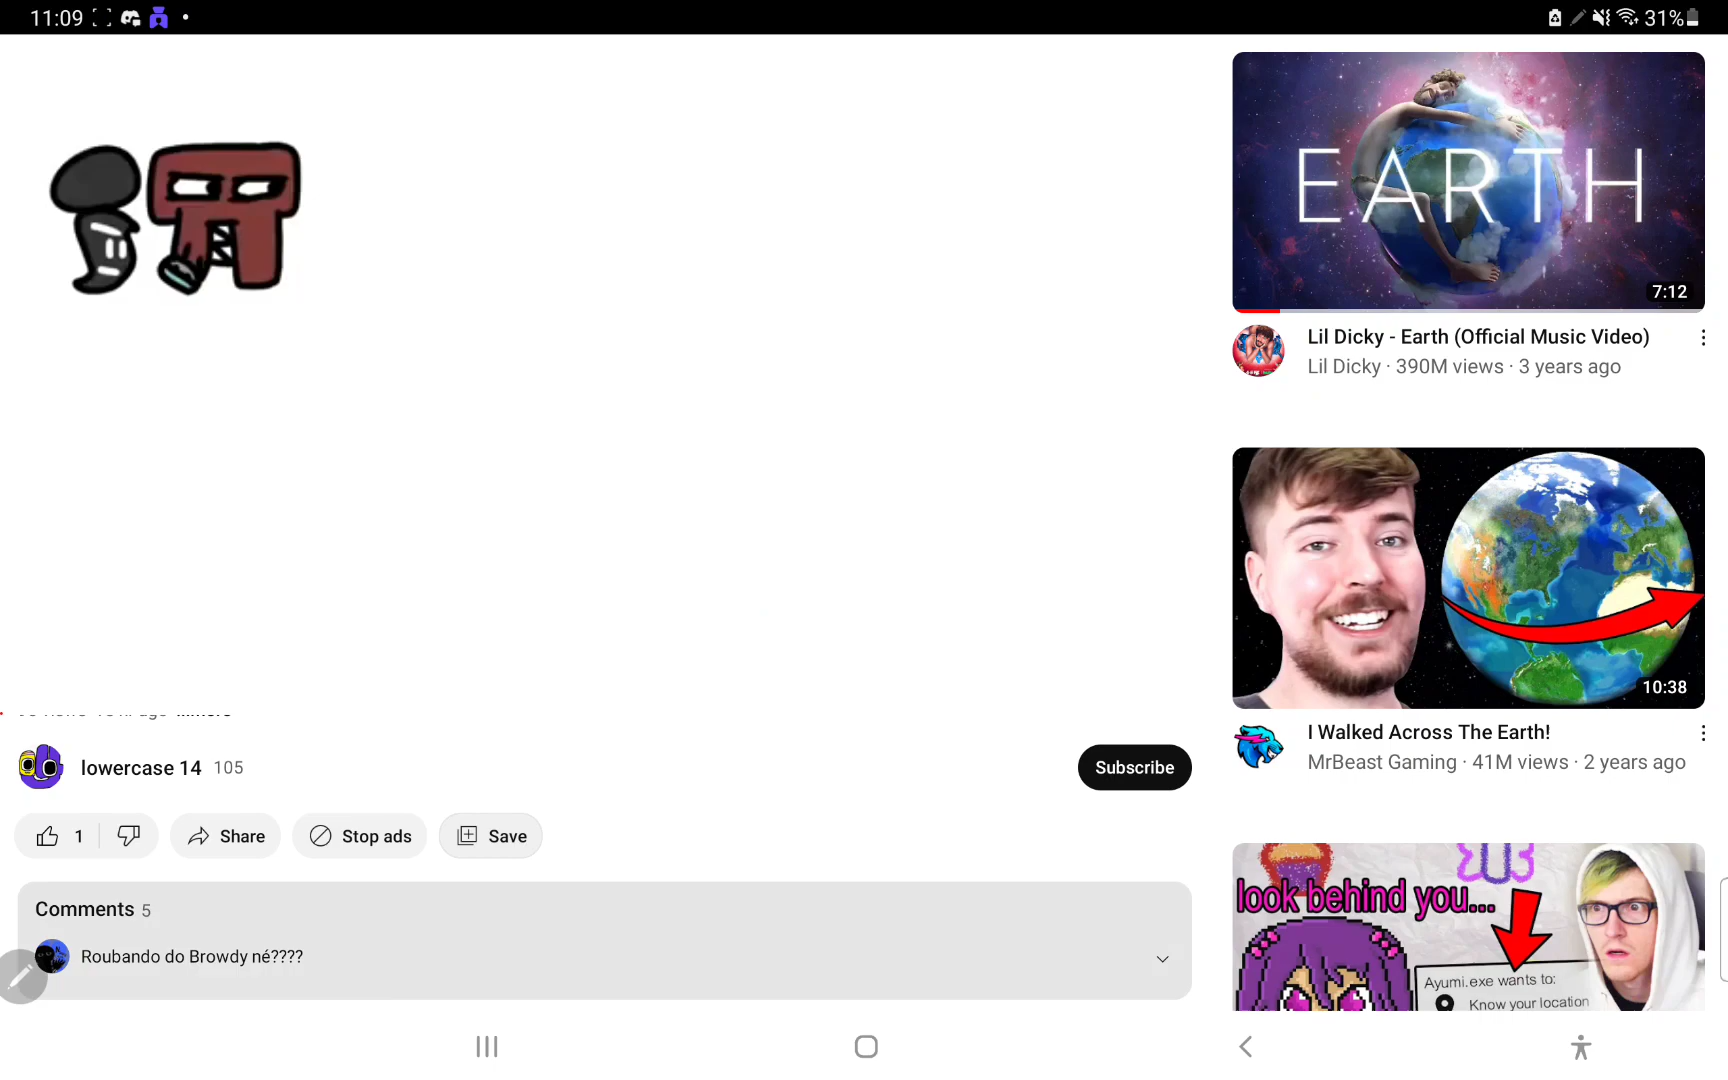 11:09
31%
EARTH
7:12
Lil Dicky - Earth (Official Music Video)
Lil Dicky · 390M views · 3 years ago
10:38
I Walked Across The Earth!
MrBeast Gaming · 41M views · 2 years ago
lowercase 14 105
Subscribe
1
Share
Stop ads
Save
Comments 5
Roubando do Browdy né????
look behind you...
Ayumi.exe wants to:
Know your location